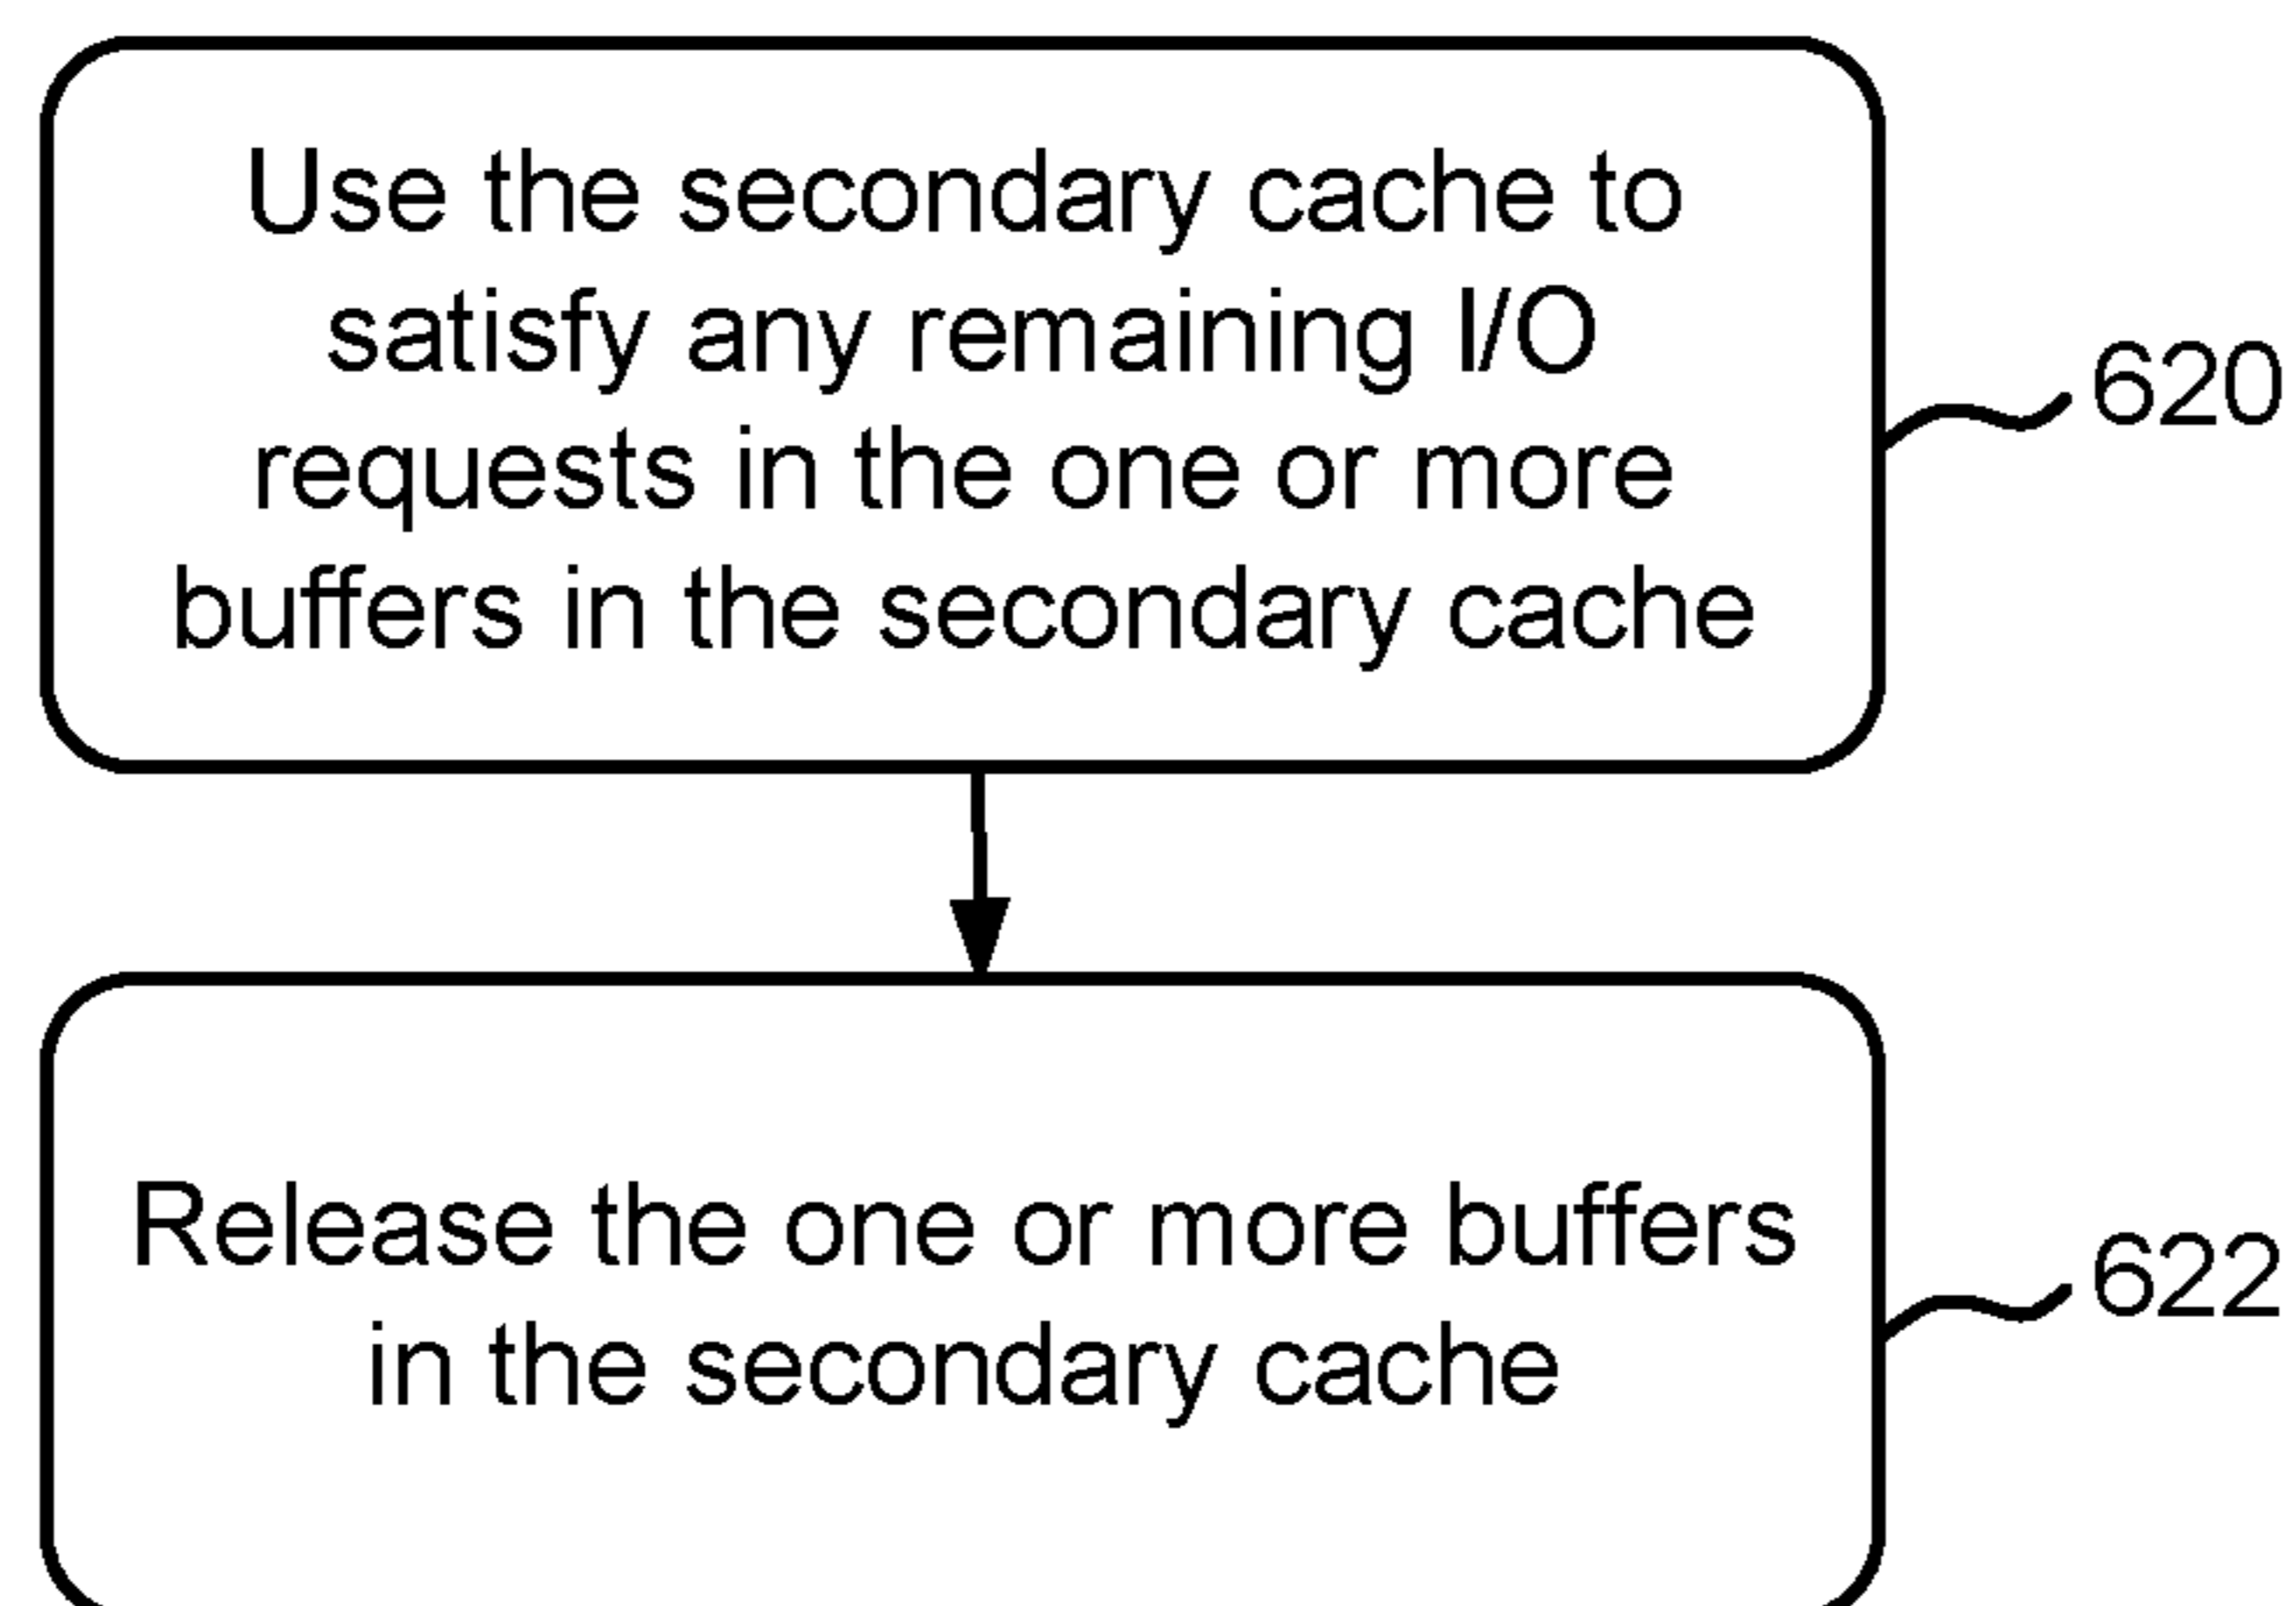 Use the secondary cache to
satisfy any remaining I/O
requests in the one or more
buffers in the secondary cache
620
Release the one or more buffers
in the secondary cache
622